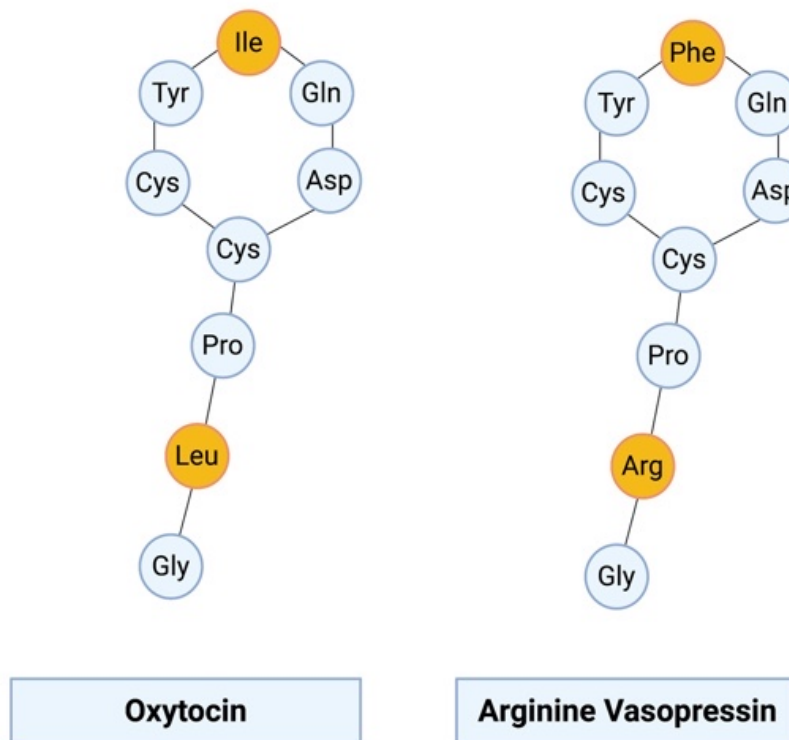 Ile
Tyr
Gln
Cys
Asp
Cys
Pro
Leu
Gly
Oxytocin
Phe
Tyr
Gln
Cys
Asp
Cys
Pro
Arg
Gly
Arginine Vasopressin